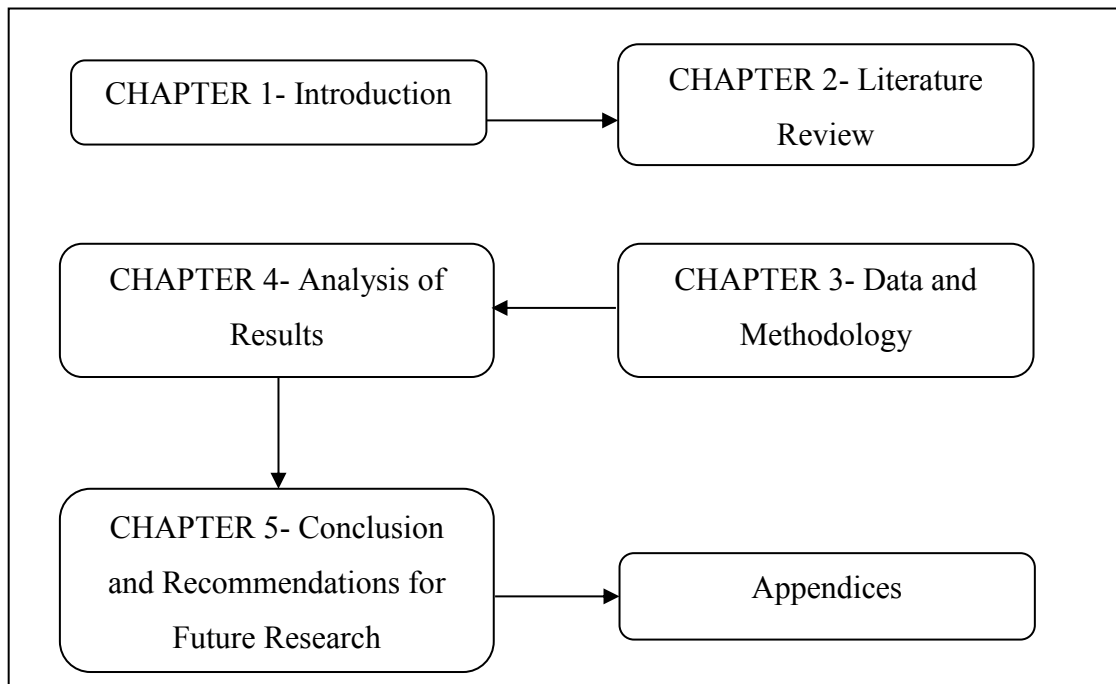 CHAPTER 1- Introduction
CHAPTER 2- Literature
Review
CHAPTER 4- Analysis of
Results
CHAPTER 3- Data and
Methodology
CHAPTER 5- Conclusion
and Recommendations for
Future Research
Appendices